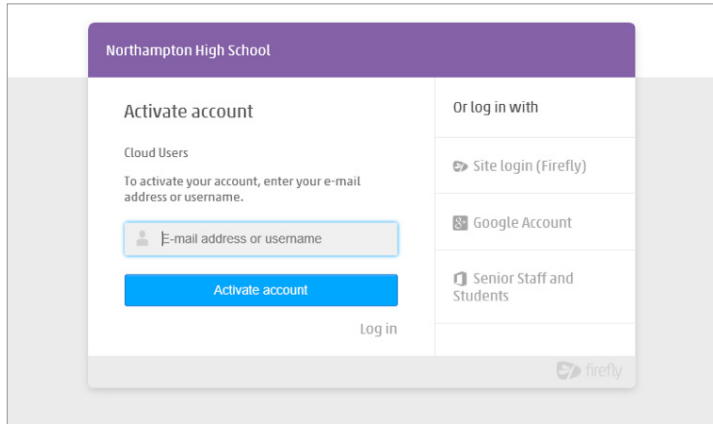 Northampton High School
Activate account
Cloud Users
To activate your account, enter your e-mail
address or username.
E-mail address or username
Activate account
Log in
Or log in with
Site login (Firefly)
Google Account
Senior Staff and
Students
firefly